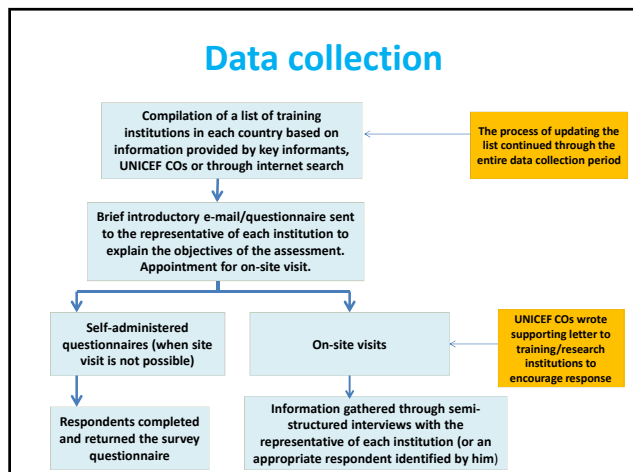 Data collection
Compilation of a list of training
institutions in each country based on
information provided by key informants,
UNICEF COs or through internet search
The process of updating the
list continued through the
entire data collection period
Brief introductory e-mail/questionnaire sent
to the representative of each institution to
explain the objectives of the assessment.
Appointment for on-site visit.
Self-administered
questionnaires (when site
visit is not possible)
On-site visits
UNICEF COs wrote
supporting letter to
training/research
institutions to
encourage response
Respondents completed
and returned the survey
questionnaire
Information gathered through semi-
structured interviews with the
representative of each institution (or an
appropriate respondent identified by him)